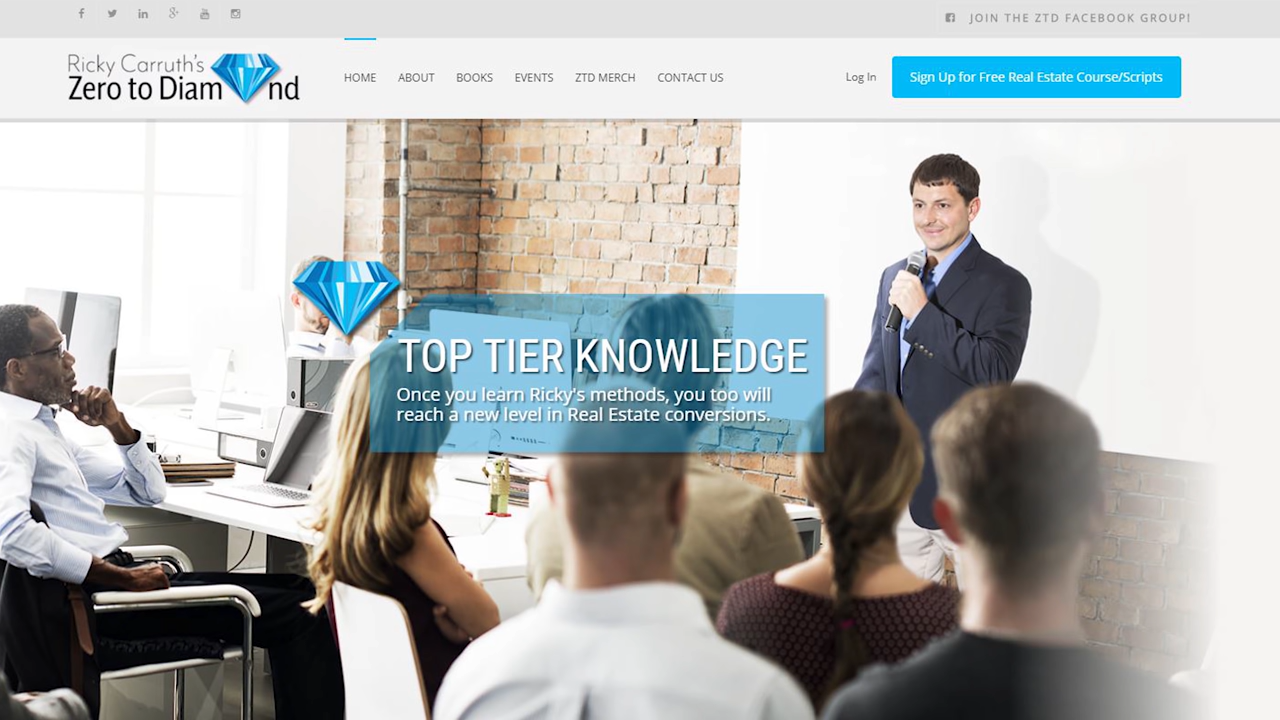 JOIN THE ZTD FACEBOOK GROUP!
Ricky Carruth's
Zero to Diam nd
HOME ABOUT BOOKS EVENTS ZTD MERCH CONTACT US
Log In
Sign Up for Free Real Estate Course/Scripts
TOP TIER KNOWLEDGE
Once you learn Ricky's methods, you too will
reach a new level in Real Estate conversions.